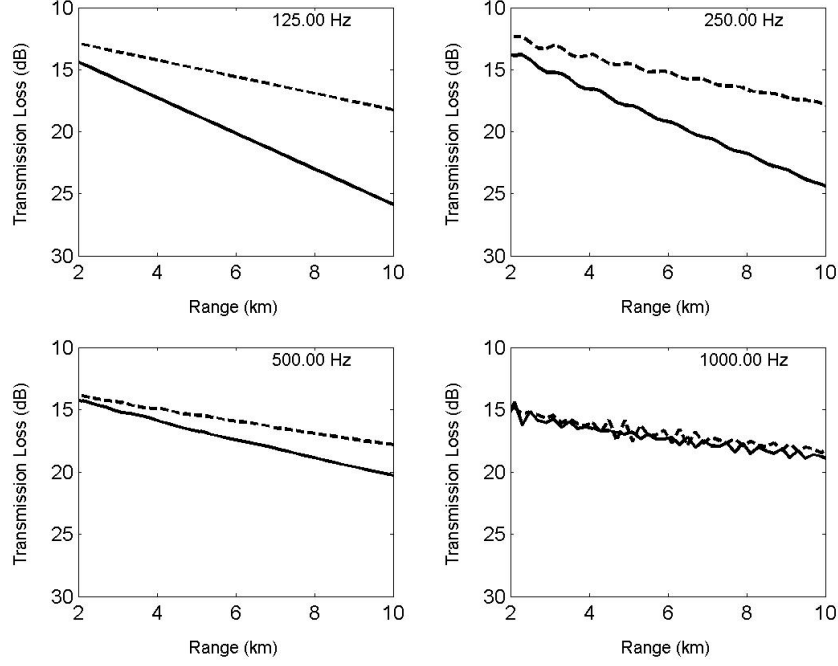 125.00 Hz
Transmission Loss (dB)
10
15
20
25
30
2 4 6 8 10
Range (km)
250.00 Hz
Transmission Loss (dB)
10
15
20
25
30
2 4 6 8 10
Range (km)
500.00 Hz
Transmission Loss (dB)
10
15
20
25
30
2 4 6 8 10
Range (km)
1000.00 Hz
Transmission Loss (dB)
10
15
20
25
30
2 4 6 8 10
Range (km)